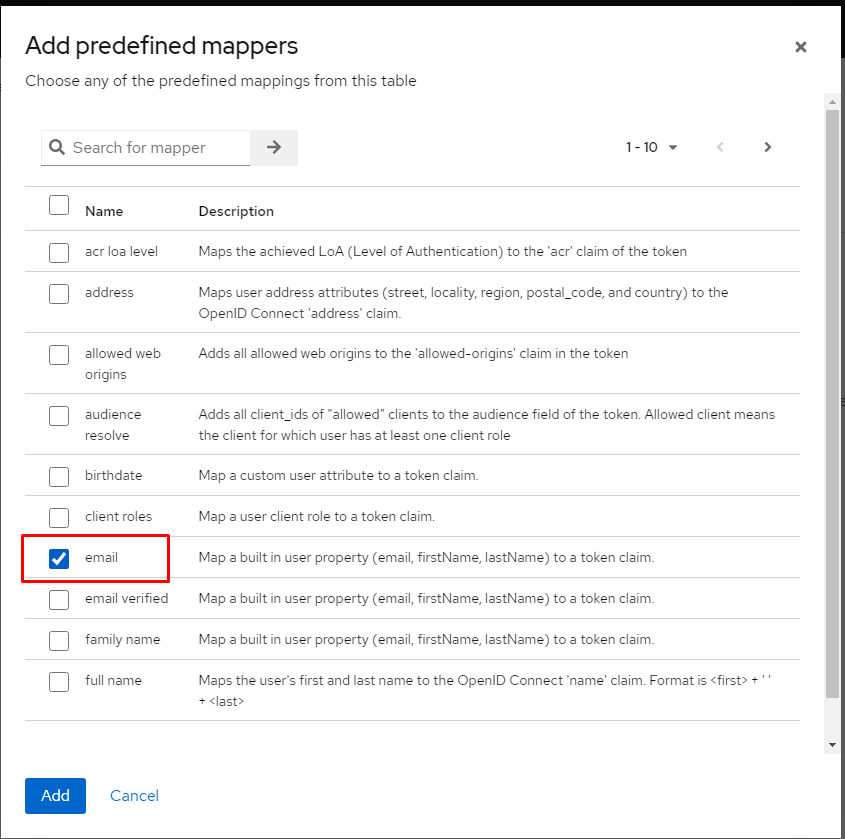 Add predefined mappers
Choose any of the predefined mappings from this table
Search for mapper
1 - 10
Name Description
acr loa level Maps the achieved LoA (Level of Authentication) to the 'acr' claim of the token
address Maps user address attributes (street, locality, region, postal_code, and country) to the
OpenID Connect 'address' claim.
allowed web Adds all allowed web origins to the 'allowed-origins' claim in the token
origins
audience Adds all client_ids of "allowed" clients to the audience field of the token. Allowed client means
resolve the client for which user has at least one client role
birthdate Map a custom user attribute to a token claim.
client roles Map a user client role to a token claim.
email Map a built in user property (email, firstName, lastName) to a token claim.
email verified Map a built in user property (email, firstName, lastName) to a token claim.
family name Map a built in user property (email, firstName, lastName) to a token claim.
full name Maps the user's first and last name to the OpenID Connect 'name' claim. Format is <first> + ' '
+ <last>
Add Cancel